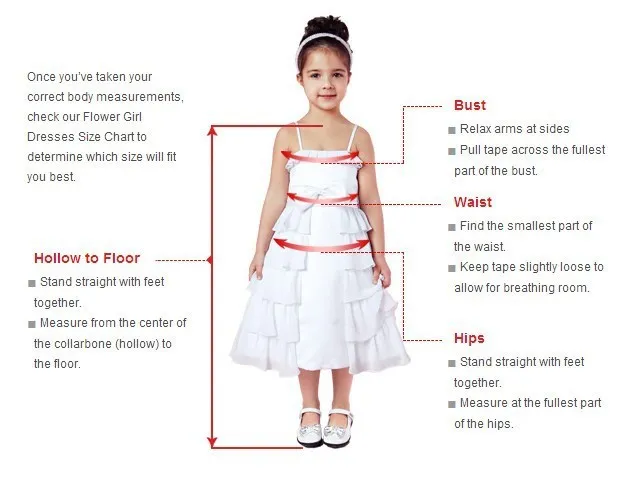 Once you've taken your
correct body measurements,
check our Flower Girl
Dresses Size Chart to
determine which size will fit
you best.
Hollow to Floor
Stand straight with feet
together.
Measure from the center of
the collarbone (hollow) to
the floor.
Bust
Relax arms at sides
Pull tape across the fullest
part of the bust.
Waist
Find the smallest part of
the waist.
Keep tape slightly loose to
allow for breathing room.
Hips
Stand straight with feet
together.
Measure at the fullest part
of the hips.